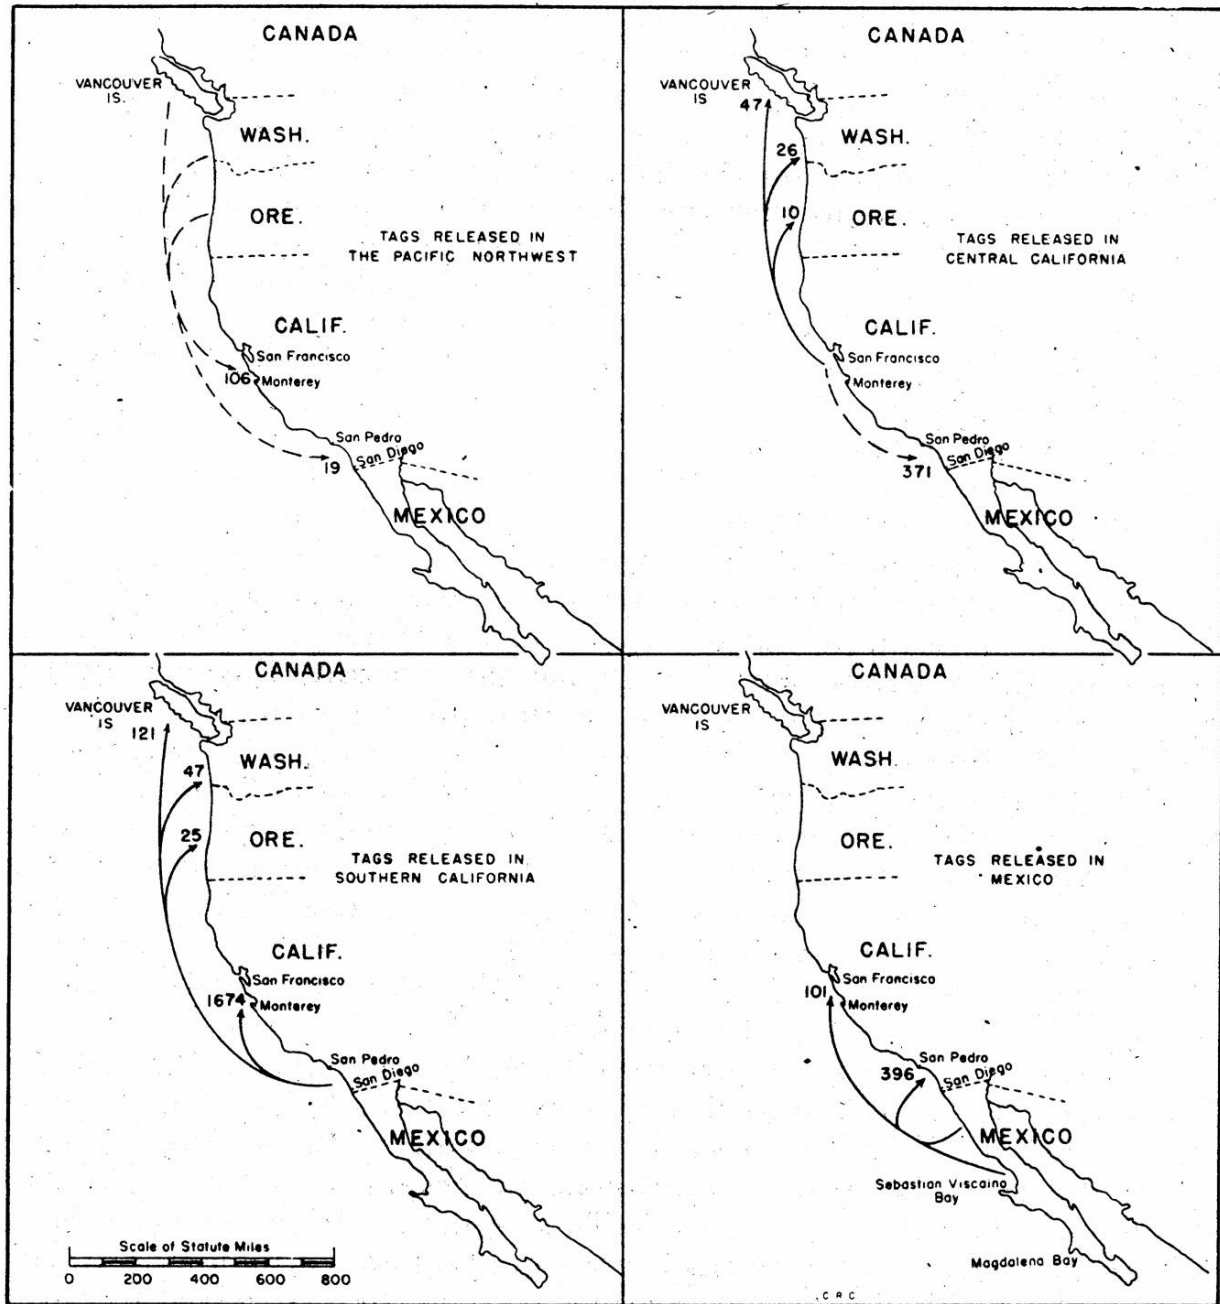 CANADA
VANCOUVER
IS.
WASH.
ORE.
TAGS RELEASED IN
THE PACIFIC NORTHWEST
CALIF.
San Francisco
106
Monterey
San Pedro
San Diego
19
MEXICO
CANADA
VANCOUVER
IS
47
WASH.
26
10
ORE.
TAGS RELEASED IN
CENTRAL CALIFORNIA
CALIF.
San Francisco
Monterey
San Pedro
San Diego
371
MEXICO
CANADA
VANCOUVER
IS
121
WASH.
47
25
ORE.
TAGS RELEASED IN
SOUTHERN CALIFORNIA
CALIF.
San Francisco
1674
Monterey
San Pedro
San Diego
MEXICO
Scale of Statute Miles
0 200 400 600 800
CANADA
VANCOUVER
IS
WASH.
ORE.
TAGS RELEASED IN
MEXICO
CALIF.
San Francisco
101
Monterey
San Pedro
396
San Diego
MEXICO
Sebastian Viscaino
Bay
Magdalena Bay
C R C